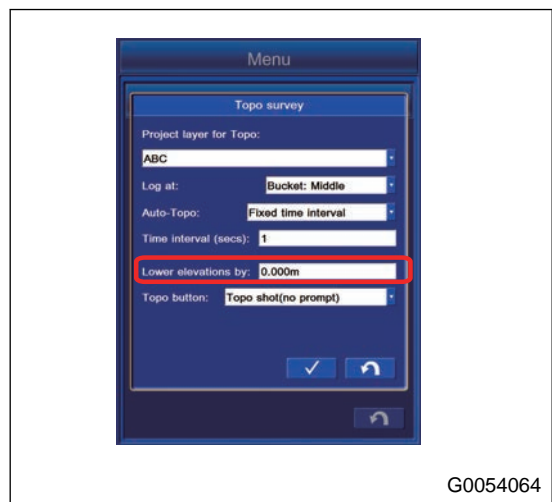 Menu
Topo survey
Project layer for Topo:
ABC
Log at: Bucket: Middle
Auto-Topo: Fixed time interval
Time interval (secs): 1
Lower elevations by: 0.000m
Topo button: Topo shot(no prompt)
G0054064